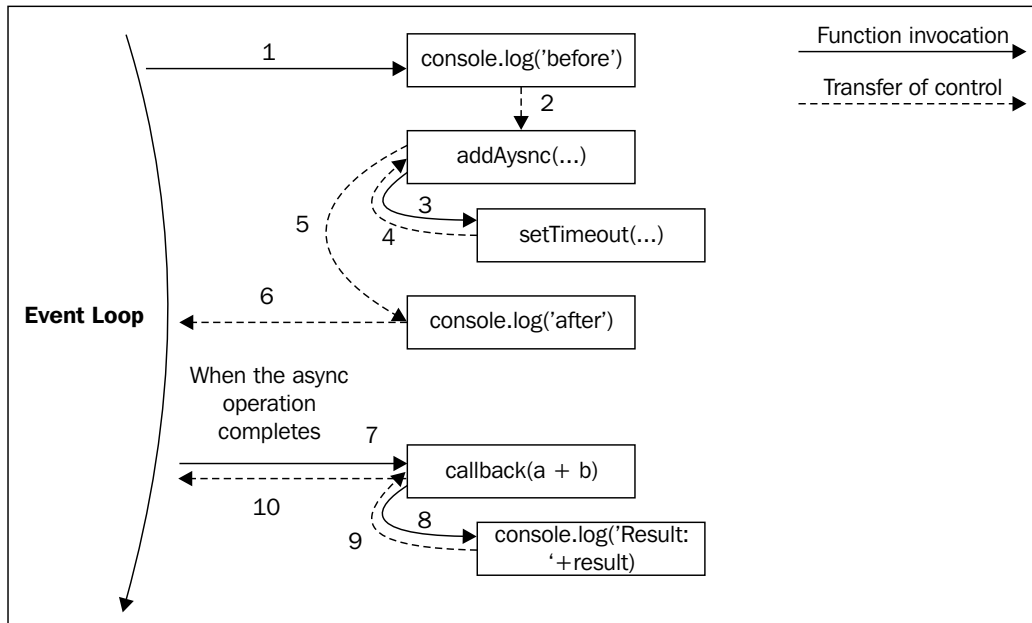 1
console.log('before')
Function invocation
Transfer of control
2
addAysnc(...)
3
4
setTimeout(...)
5
6
console.log('after')
Event Loop
When the async
operation
completes
7
callback(a + b)
10
8
9
console.log('Result:
‘+result)